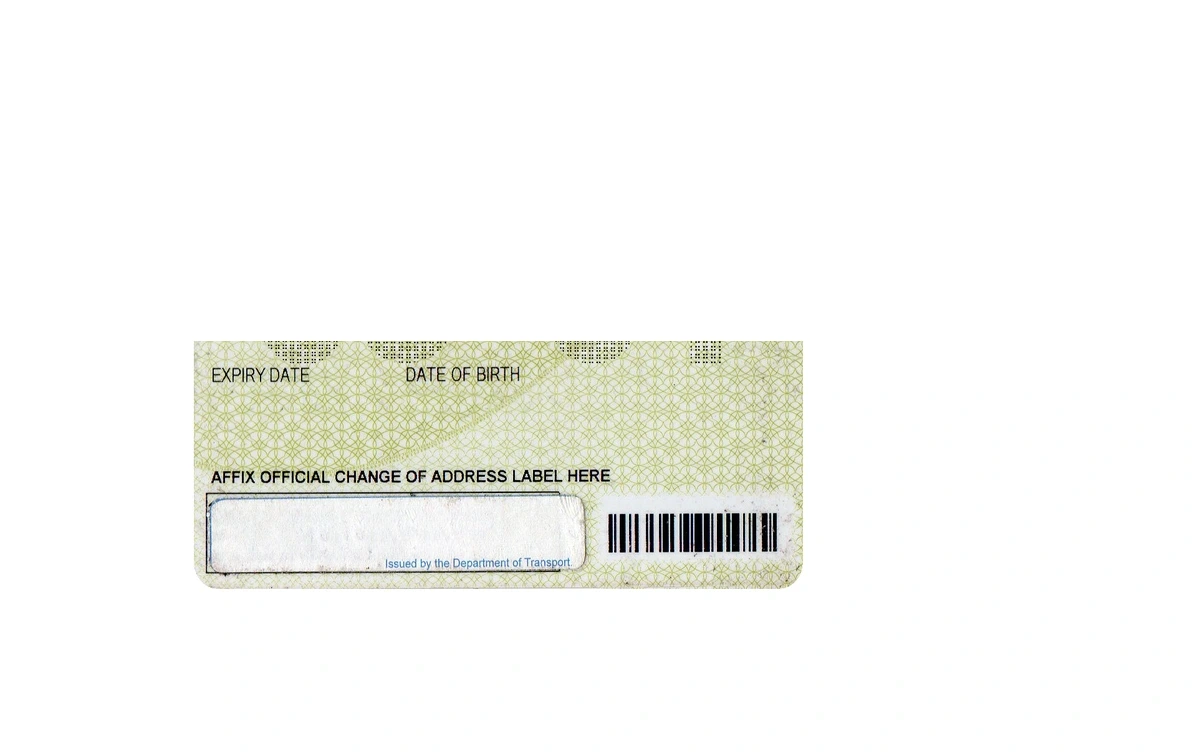 EXPIRY DATE DATE OF BIRTH
AFFIX OFFICIAL CHANGE OF ADDRESS LABEL HERE
Issued by the Department of Transport.